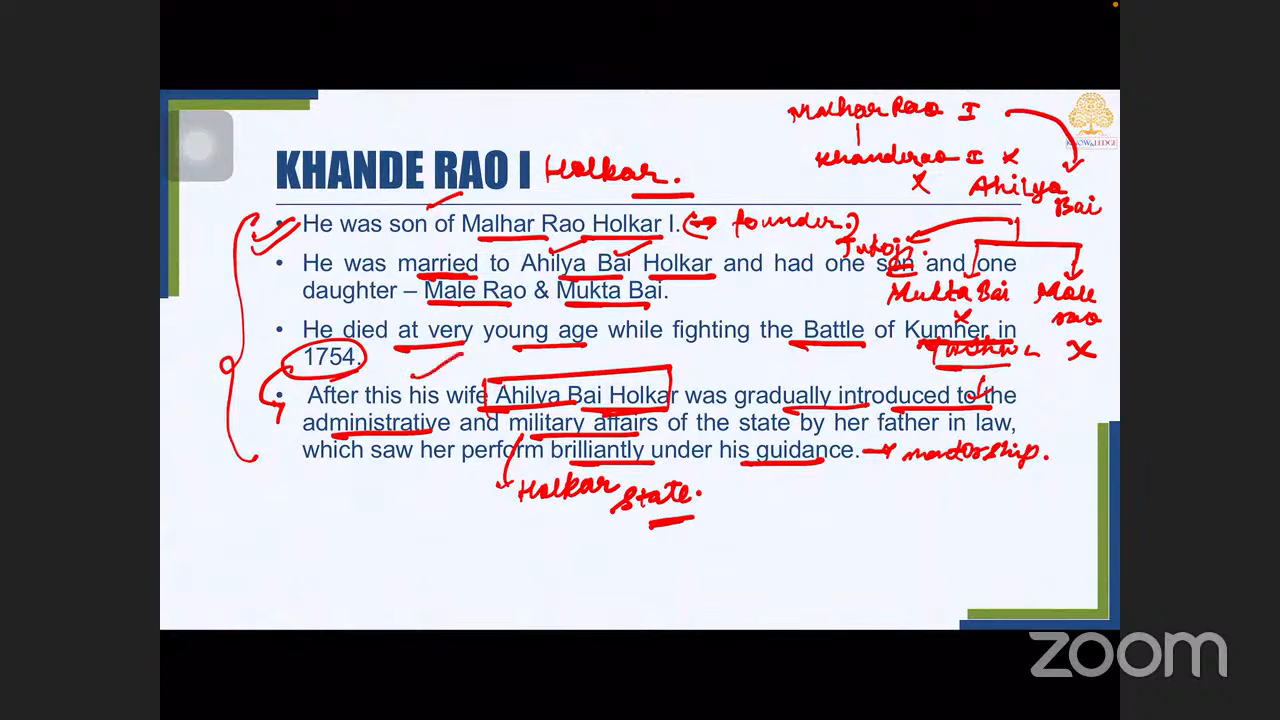 Malhar Rao I
KNOWLEDGE
Khanderao I x
KHANDE RAO I Holkar.
x Ahilya
Bai
• He was son of Malhar Rao Holkar I. (→ founder.)
Tukoji.
• He was married to Ahilya Bai Holkar and had one son and one
daughter – Male Rao & Mukta Bai.
Mukta Bai Male
rao
x
• He died at very young age while fighting the Battle of Kumher in
1754.
x
• After this his wife Ahilya Bai Holkar was gradually introduced to the
administrative and military affairs of the state by her father in law,
which saw her perform brilliantly under his guidance. → mentorship.
Holkar state.
zoom